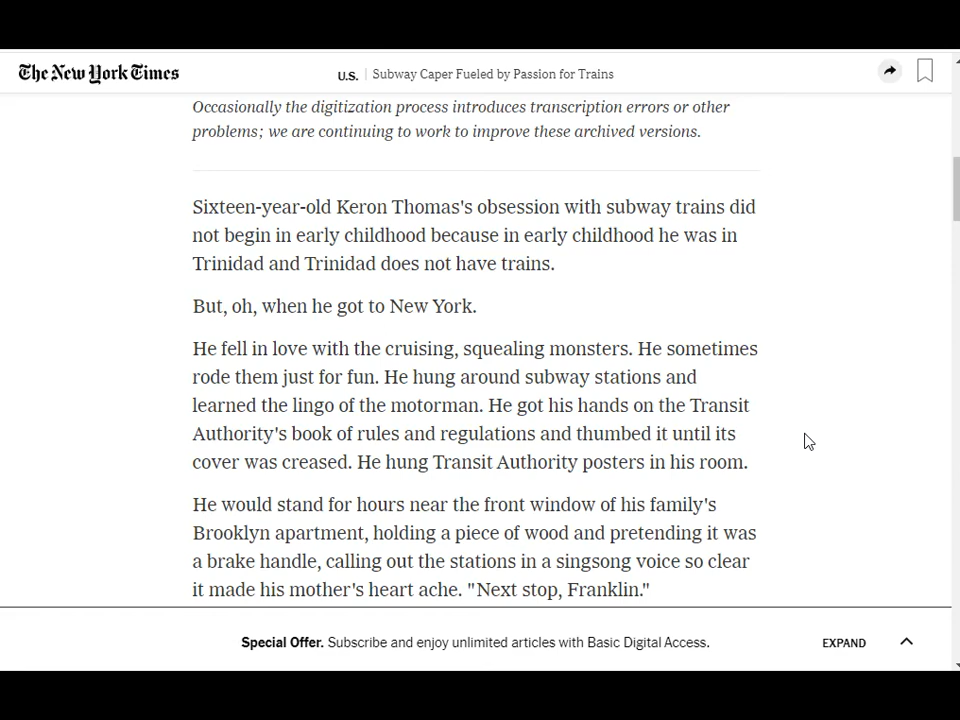 The New York Times
U.S. | Subway Caper Fueled by Passion for Trains
Occasionally the digitization process introduces transcription errors or other
problems; we are continuing to work to improve these archived versions.
Sixteen-year-old Keron Thomas's obsession with subway trains did
not begin in early childhood because in early childhood he was in
Trinidad and Trinidad does not have trains.
But, oh, when he got to New York.
He fell in love with the cruising, squealing monsters. He sometimes
rode them just for fun. He hung around subway stations and
learned the lingo of the motorman. He got his hands on the Transit
Authority's book of rules and regulations and thumbed it until its
cover was creased. He hung Transit Authority posters in his room.
He would stand for hours near the front window of his family's
Brooklyn apartment, holding a piece of wood and pretending it was
a brake handle, calling out the stations in a singsong voice so clear
it made his mother's heart ache. "Next stop, Franklin."
Special Offer. Subscribe and enjoy unlimited articles with Basic Digital Access.
EXPAND